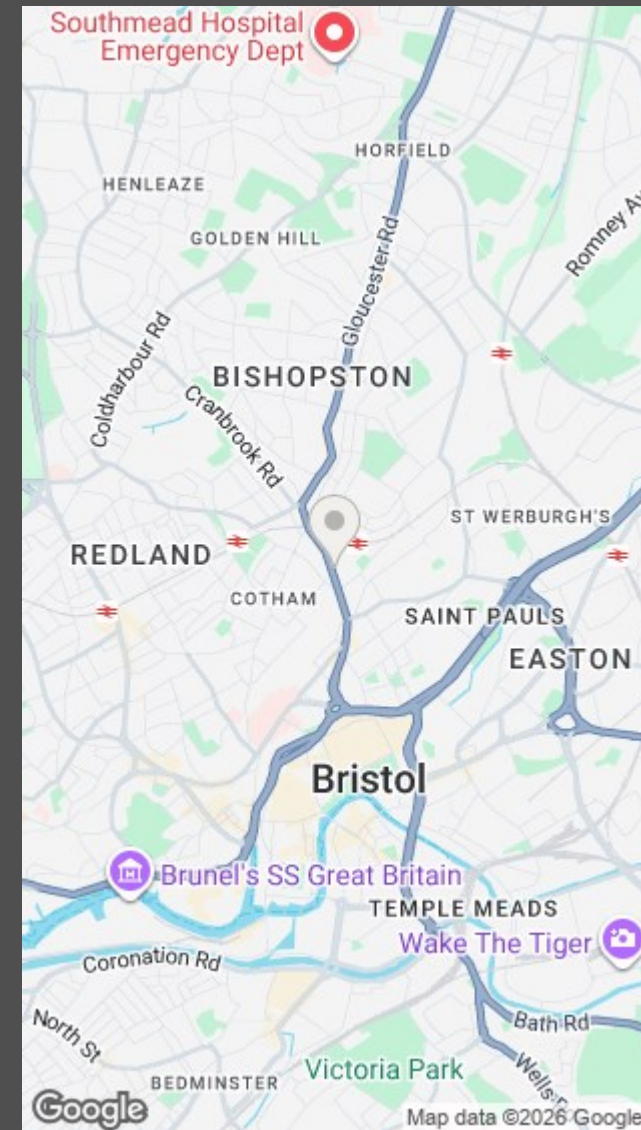 Southmead Hospital
Emergency Dept
HORFIELD
HENLEAZE
GOLDEN HILL
Romney
Gloucester Rd
Coldharbour Rd
BISHOPSTON
Cranbrook Rd
ST WERBURGH'S
REDLAND
COTHAM
SAINT PAULS
EASTON
Bristol
Brunel's SS Great Britain
TEMPLE MEADS
Wake The Tiger
Coronation Rd
North St
Bath Rd
Victoria Park
Wells
BEDMINSTER
Google
Map data ©2026 Google